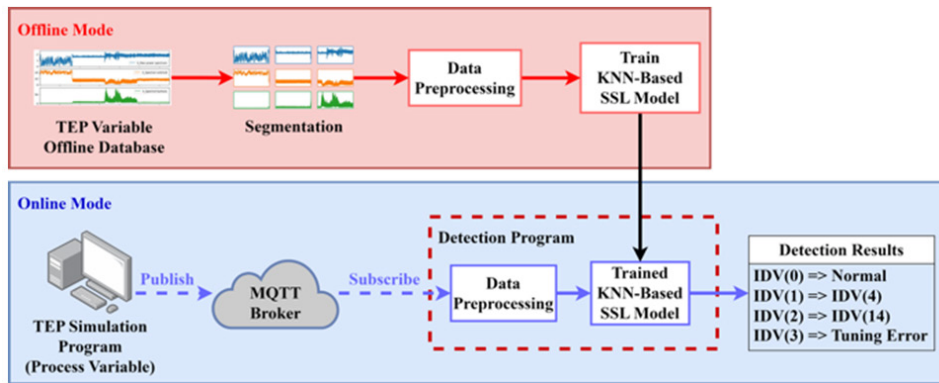 Offline Mode
TEP Variable
Offline Database
Segmentation
Data
Preprocessing
Train
KNN-Based
SSL Model
Online Mode
TEP Simulation
Program
(Process Variable)
Publish
MQTT
Broker
Subscribe
Detection Program
Data
Preprocessing
Trained
KNN-Based
SSL Model
Detection Results
IDV(0) => Normal
IDV(1) => IDV(4)
IDV(2) => IDV(14)
IDV(3) => Tuning Error